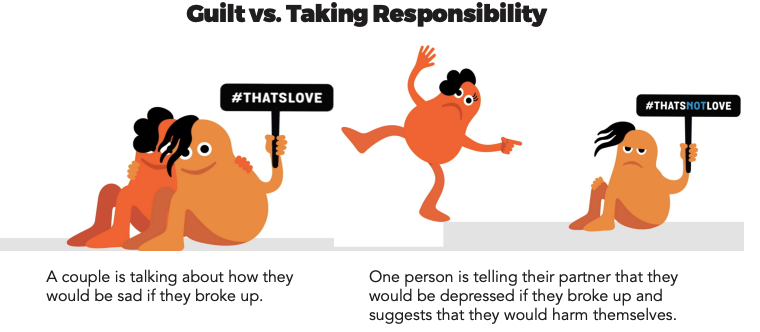 Guilt vs. Taking Responsibility
#THATSLOVE
#THATSNOTLOVE
A couple is talking about how they
would be sad if they broke up.
One person is telling their partner that they
would be depressed if they broke up and
suggests that they would harm themselves.